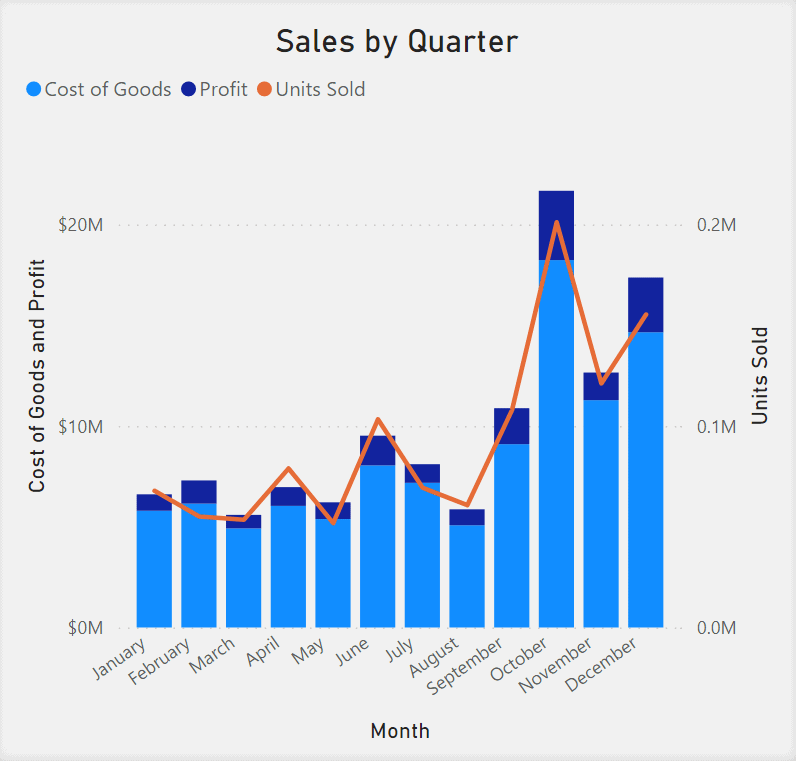 Sales by Quarter
Cost of Goods Profit Units Sold
$20M 0.2M
$10M 0.1M
$0M 0.0M
Cost of Goods and Profit
Units Sold
January February March April May June July August September October November December
Month